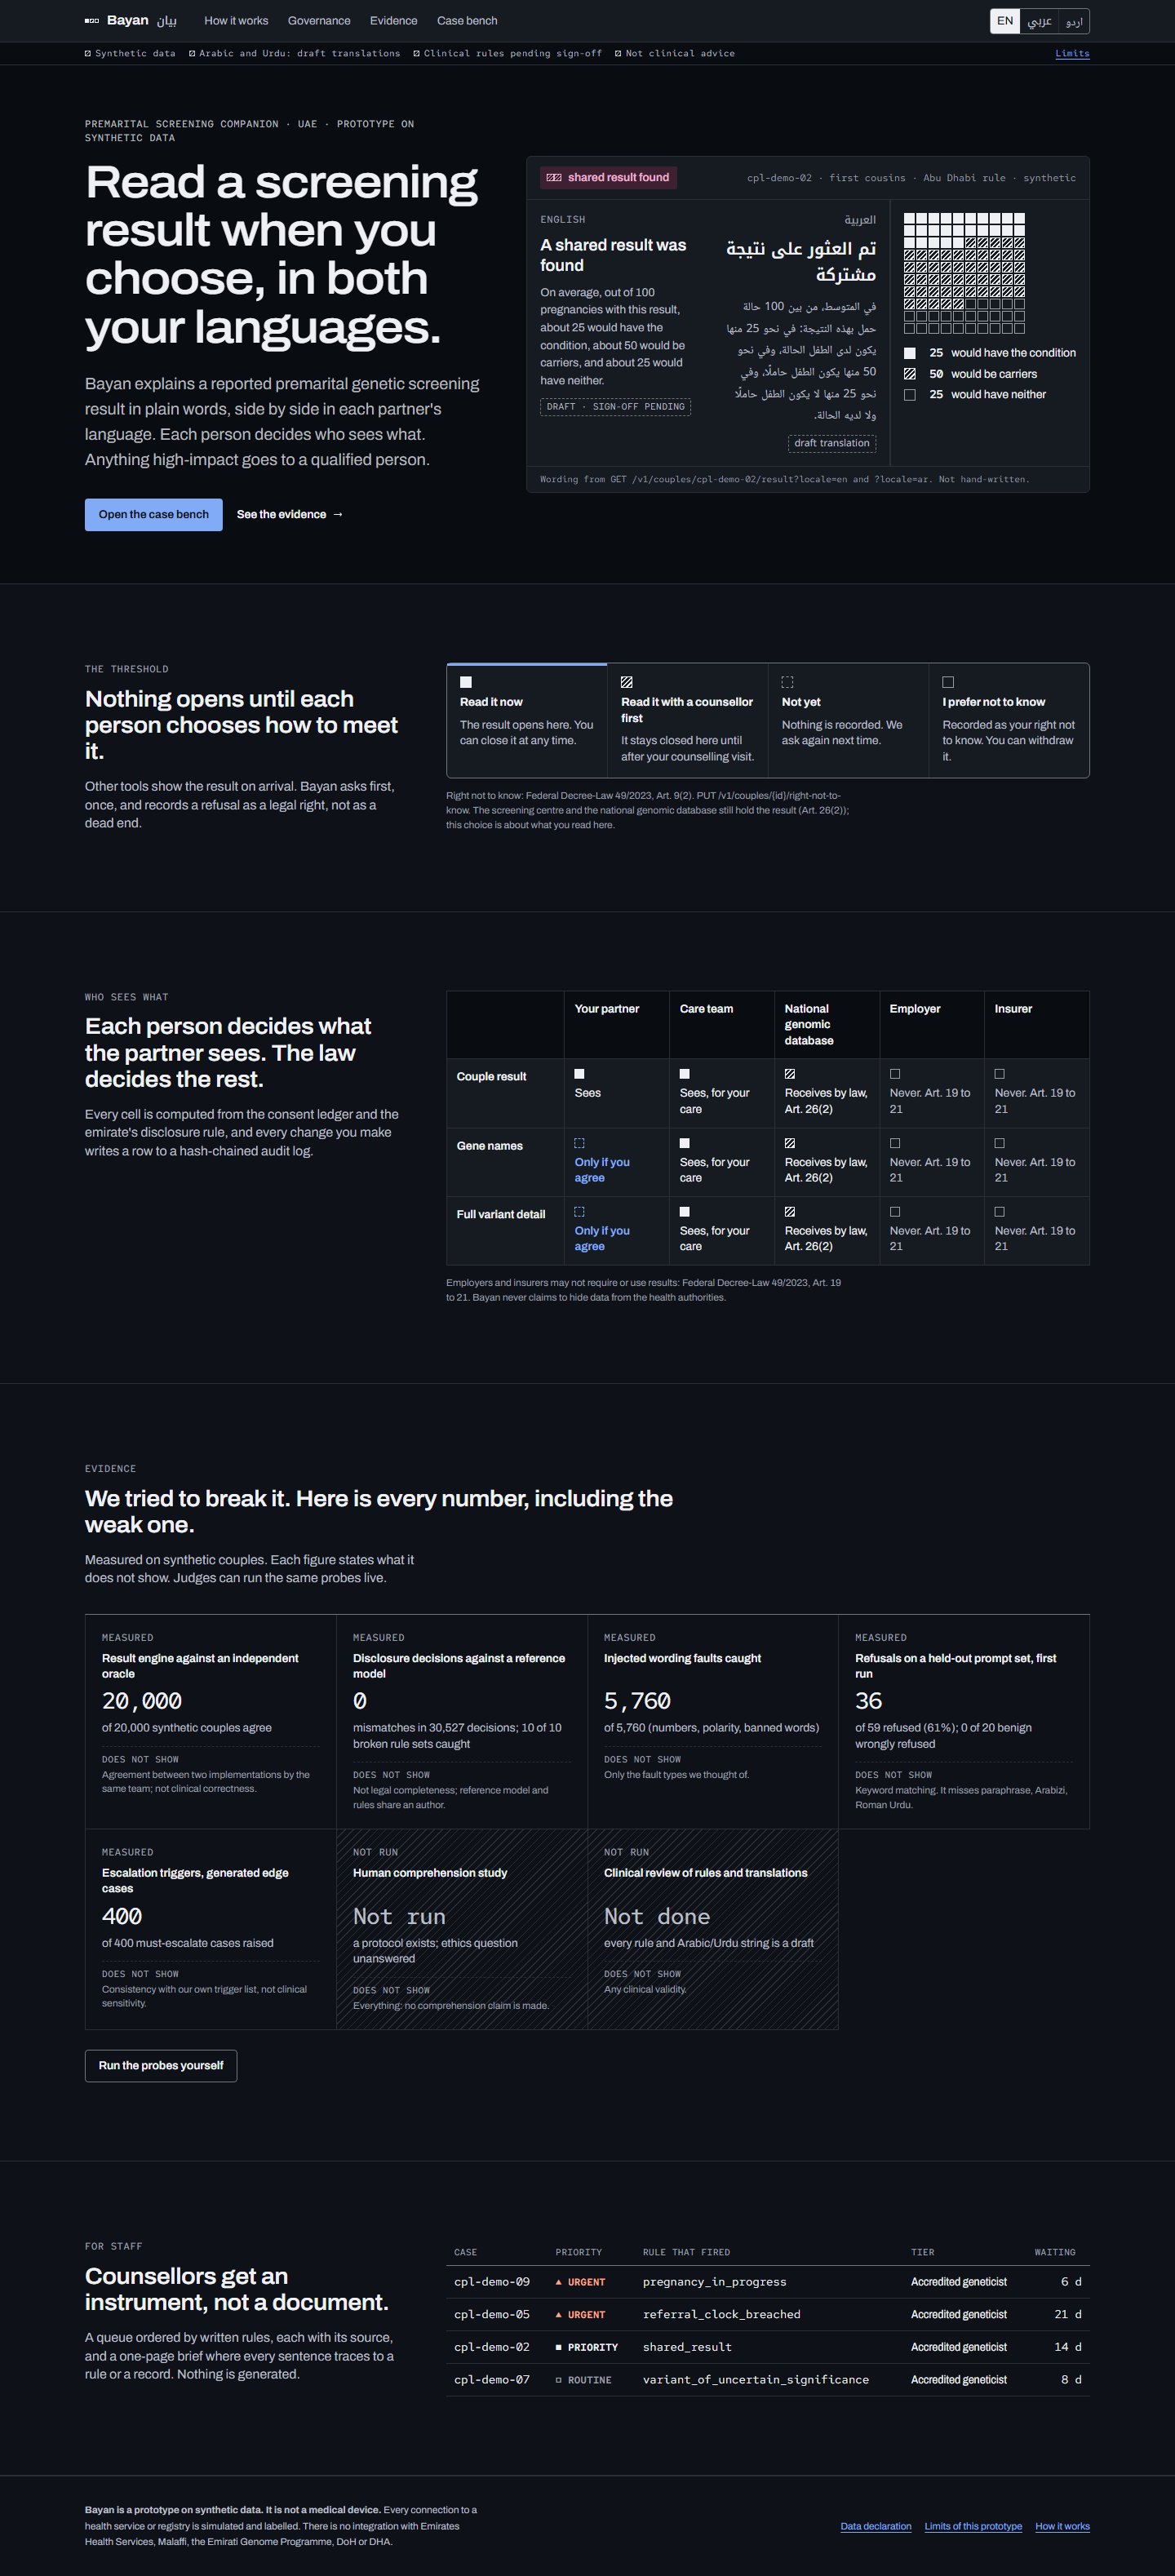 Bayan بيان
How it works
Governance
Evidence
Case bench
EN عربي اردو
Synthetic data
Arabic and Urdu: draft translations
Clinical rules pending sign-off
Not clinical advice
Limits
PREMARITAL SCREENING COMPANION · UAE · PROTOTYPE ON
SYNTHETIC DATA
Read a screening
result when you
choose, in both
your languages.
Bayan explains a reported premarital genetic screening
result in plain words, side by side in each partner's
language. Each person decides who sees what.
Anything high-impact goes to a qualified person.
Open the case bench
See the evidence →
shared result found
cpl-demo-02 · first cousins · Abu Dhabi rule · synthetic
ENGLISH
A shared result was
found
On average, out of 100
pregnancies with this result,
about 25 would have the
condition, about 50 would be
carriers, and about 25 would
have neither.
DRAFT · SIGN-OFF PENDING
العربية
تم العثور على نتيجة
مشتركة
في المتوسط، من بين 100 حالة
حمل بهذه النتيجة: في نحو 25 منها
يكون لدى الطفل الحالة، وفي نحو
50 منها يكون الطفل حاملًا، وفي
نحو 25 منها لا يكون الطفل حاملًا
ولا لديه الحالة.
draft translation
25 would have the condition
50 would be carriers
25 would have neither
Wording from GET /v1/couples/cpl-demo-02/result?locale=en and ?locale=ar. Not hand-written.
THE THRESHOLD
Nothing opens until each
person chooses how to meet
it.
Other tools show the result on arrival. Bayan asks first,
once, and records a refusal as a legal right, not as a
dead end.
Read it now
The result opens here. You
can close it at any time.
Read it with a counsellor
first
It stays closed here until
after your counselling visit.
Not yet
Nothing is recorded. We
ask again next time.
I prefer not to know
Recorded as your right not
to know. You can withdraw
it.
Right not to know: Federal Decree-Law 49/2023, Art. 9(2). PUT /v1/couples/{id}/right-not-to-
know. The screening centre and the national genomic database still hold the result (Art. 26(2));
this choice is about what you read here.
WHO SEES WHAT
Each person decides what
the partner sees. The law
decides the rest.
Every cell is computed from the consent ledger and the
emirate's disclosure rule, and every change you make
writes a row to a hash-chained audit log.
Your partner
Care team
National
genomic
database
Employer
Insurer
Couple result
Sees
Sees, for your
care
Receives by law,
Art. 26(2)
Never. Art. 19 to
21
Never. Art. 19 to
21
Gene names
Only if you
agree
Sees, for your
care
Receives by law,
Art. 26(2)
Never. Art. 19 to
21
Never. Art. 19 to
21
Full variant detail
Only if you
agree
Sees, for your
care
Receives by law,
Art. 26(2)
Never. Art. 19 to
21
Never. Art. 19 to
21
Employers and insurers may not require or use results: Federal Decree-Law 49/2023, Art. 19
to 21. Bayan never claims to hide data from the health authorities.
EVIDENCE
We tried to break it. Here is every number, including the
weak one.
Measured on synthetic couples. Each figure states what it
does not show. Judges can run the same probes live.
MEASURED
Result engine against an independent
oracle
20,000
of 20,000 synthetic couples agree
DOES NOT SHOW
Agreement between two implementations by the
same team; not clinical correctness.
MEASURED
Disclosure decisions against a reference
model
0
mismatches in 30,527 decisions; 10 of 10
broken rule sets caught
DOES NOT SHOW
Not legal completeness; reference model and
rules share an author.
MEASURED
Injected wording faults caught
5,760
of 5,760 (numbers, polarity, banned words)
DOES NOT SHOW
Only the fault types we thought of.
MEASURED
Refusals on a held-out prompt set, first
run
36
of 59 refused (61%); 0 of 20 benign
wrongly refused
DOES NOT SHOW
Keyword matching. It misses paraphrase, Arabizi,
Roman Urdu.
MEASURED
Escalation triggers, generated edge
cases
400
of 400 must-escalate cases raised
DOES NOT SHOW
Consistency with our own trigger list, not clinical
sensitivity.
NOT RUN
Human comprehension study
Not run
a protocol exists; ethics question
unanswered
DOES NOT SHOW
Everything: no comprehension claim is made.
NOT RUN
Clinical review of rules and translations
Not done
every rule and Arabic/Urdu string is a draft
DOES NOT SHOW
Any clinical validity.
Run the probes yourself
FOR STAFF
Counsellors get an
instrument, not a document.
A queue ordered by written rules, each with its source,
and a one-page brief where every sentence traces to a
rule or a record. Nothing is generated.
CASE PRIORITY RULE THAT FIRED TIER WAITING
cpl-demo-09 ▲ URGENT pregnancy_in_progress Accredited geneticist 6 d
cpl-demo-05 ▲ URGENT referral_clock_breached Accredited geneticist 21 d
cpl-demo-02 ■ PRIORITY shared_result Accredited geneticist 14 d
cpl-demo-07 □ ROUTINE variant_of_uncertain_significance Accredited geneticist 8 d
Bayan is a prototype on synthetic data. It is not a medical device. Every connection to a
health service or registry is simulated and labelled. There is no integration with Emirates
Health Services, Malaffi, the Emirati Genome Programme, DoH or DHA.
Data declaration
Limits of this prototype
How it works